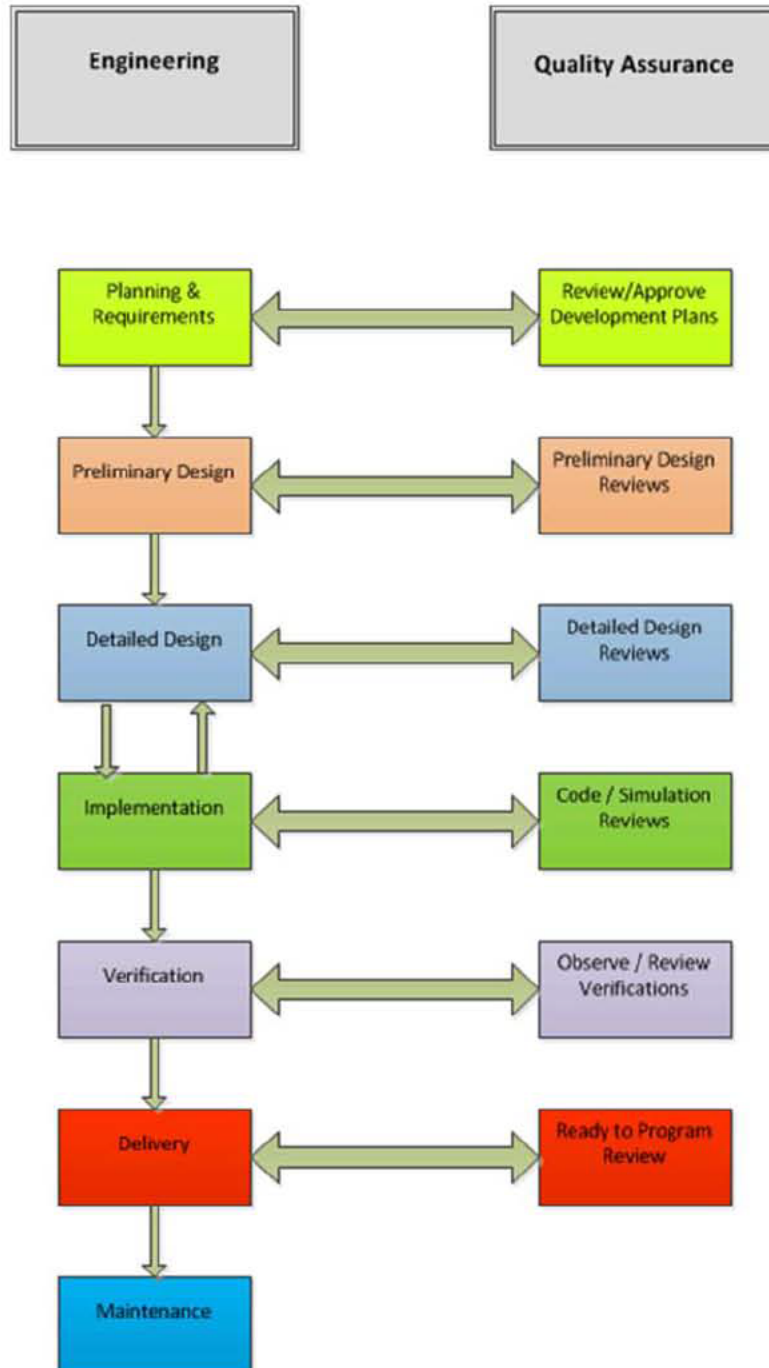 Engineering
Quality Assurance
Planning &
Requirements
Review/Approve
Development Plans
Preliminary Design
Preliminary Design
Reviews
Detailed Design
Detailed Design
Reviews
Implementation
Code / Simulation
Reviews
Verification
Observe / Review
Verifications
Delivery
Ready to Program
Review
Maintenance